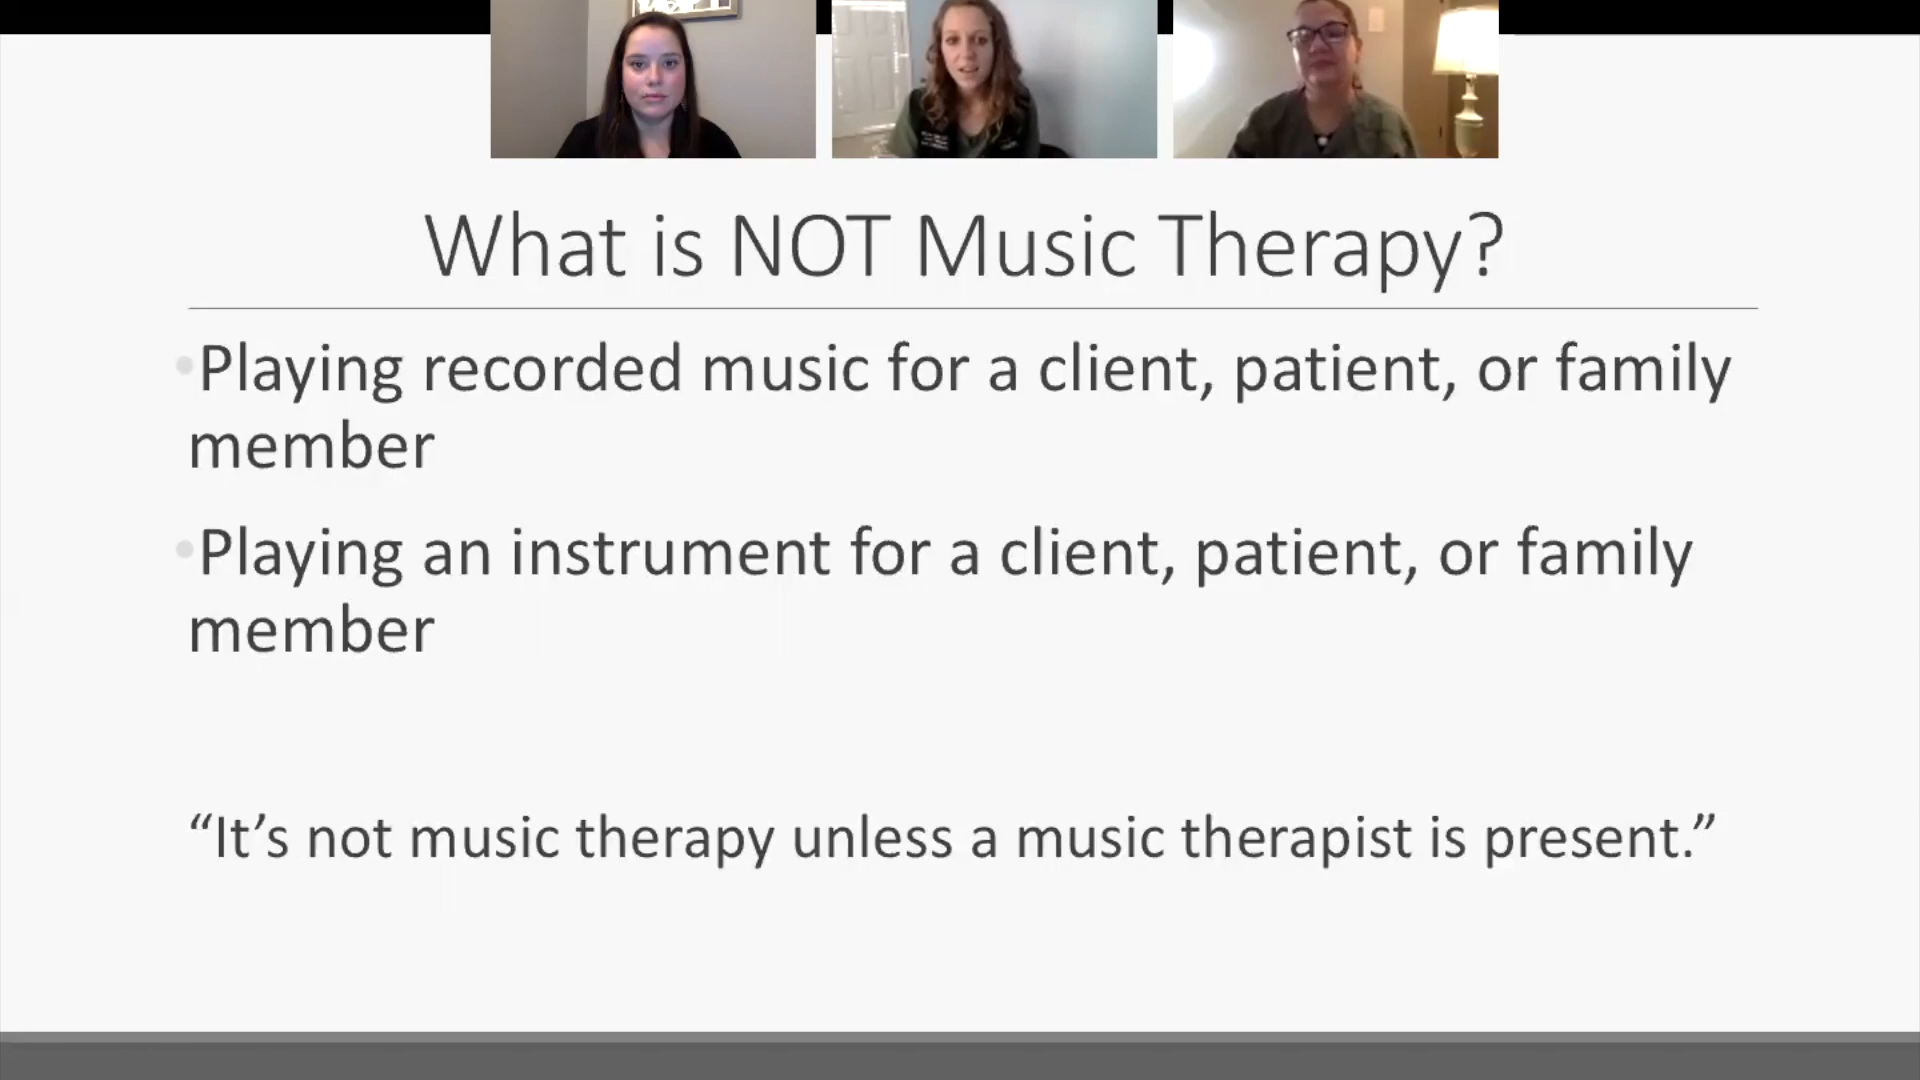 What is NOT Music Therapy?
•Playing recorded music for a client, patient, or family
member
•Playing an instrument for a client, patient, or family
member
“It’s not music therapy unless a music therapist is present.”